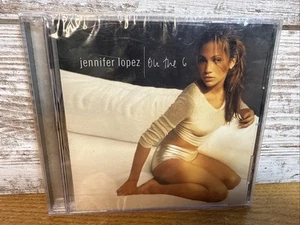 jennifer lopez | On the 6